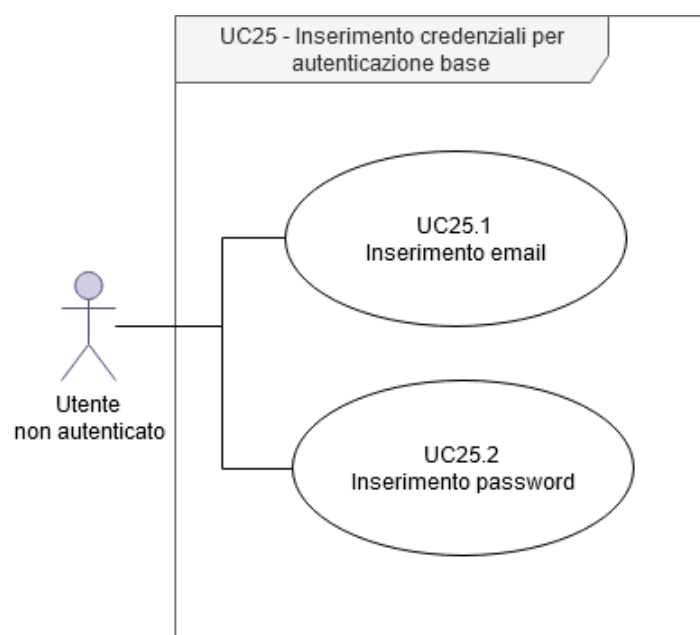 UC25 - Inserimento credenziali per
autenticazione base
UC25.1
Inserimento email
Utente
non autenticato
UC25.2
Inserimento password